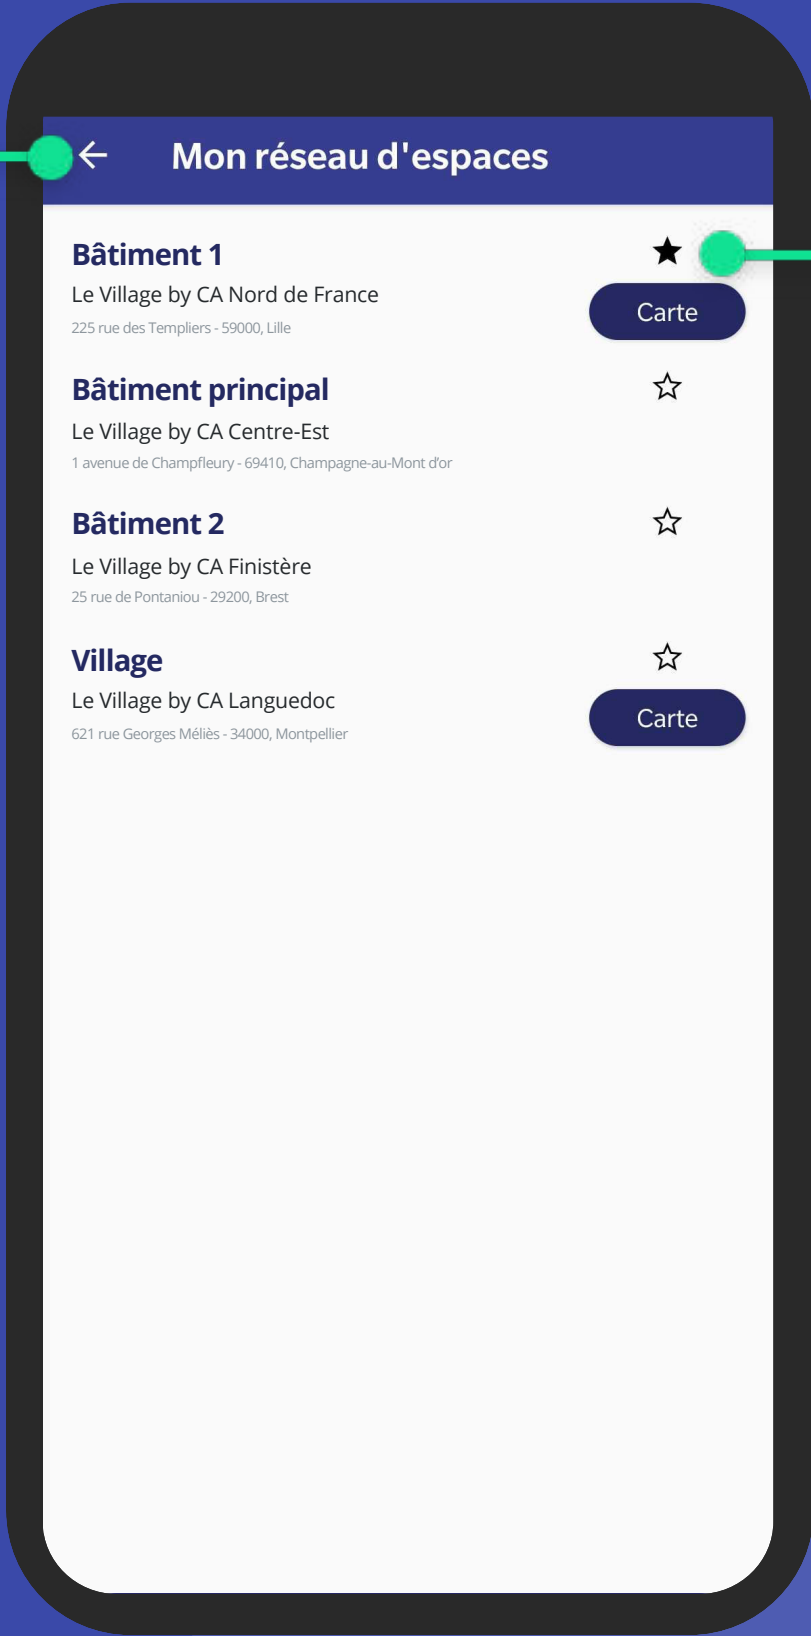 Mon réseau d'espaces
Bâtiment 1
Le Village by CA Nord de France
Carte
225 rue des Templiers - 59000, Lille
Bâtiment principal
Le Village by CA Centre-Est
1 avenue de Champfleury - 69410, Champagne-au-Mont d'or
Bâtiment 2
Le Village by CA Finistère
25 rue de Pontaniou - 29200, Brest
Village
Le Village by CA Languedoc
Carte
621 rue Georges Méliès - 34000, Montpellier